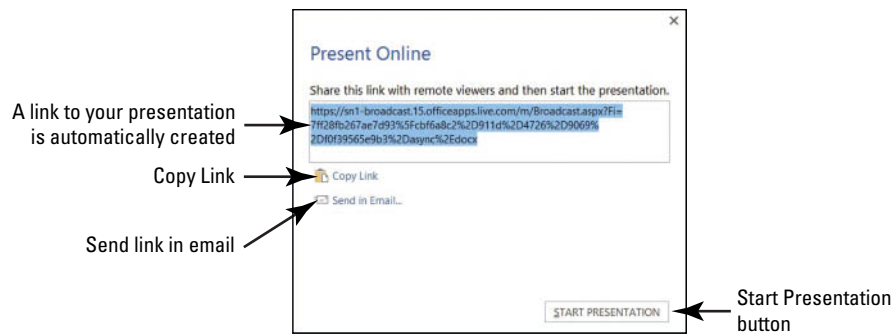 ×
Present Online
Share this link with remote viewers and then start the presentation.
A link to your presentation
is automatically created
https://sn1-broadcast.15.officeapps.live.com/m/Broadcast.aspx?Fi=
7ff28fb267ae7d93%5Fcbf6a8c2%2D911d%2D4726%2D9069%
2Df0f39565e9b3%2Dasync%2Edocx
Copy Link
Copy Link
Send in Email...
Send link in email
START PRESENTATION
Start Presentation
button